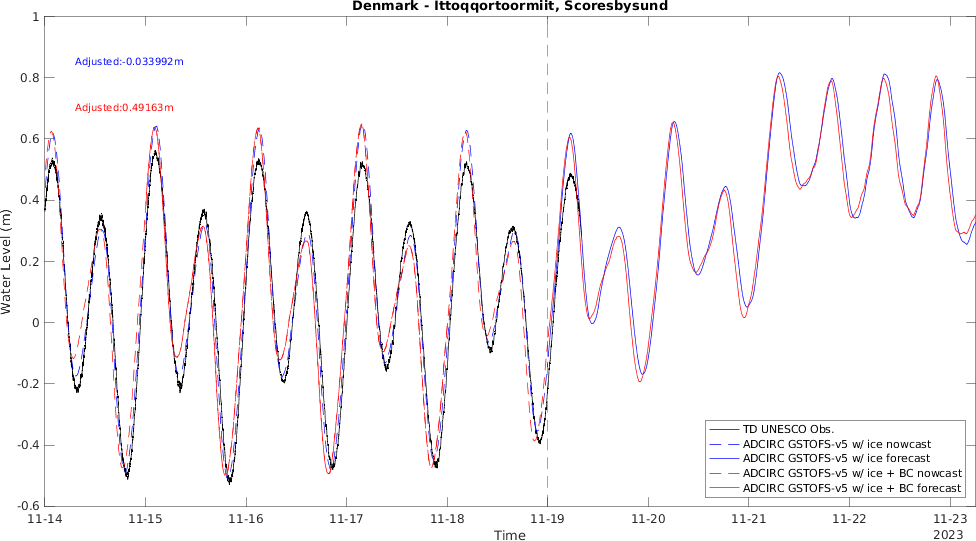 Denmark - Ittoqqortoormiit, Scoresbysund
1
Adjusted:-0.033992m
0.8
Adjusted:0.49163m
0.6
0.4
0.2
0
-0.2
-0.4
-0.6
Water Level (m)
TD UNESCO Obs.
ADCIRC GSTOFS-v5 w/ ice nowcast
ADCIRC GSTOFS-v5 w/ ice forecast
ADCIRC GSTOFS-v5 w/ ice + BC nowcast
ADCIRC GSTOFS-v5 w/ ice + BC forecast
11-14 11-15 11-16 11-17 11-18 11-19 11-20 11-21 11-22 11-23
Time
2023